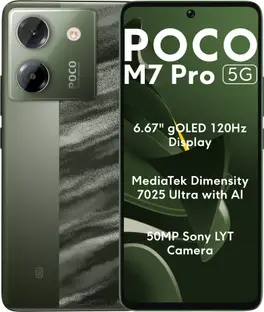 POCO
POCO
M7 Pro 5G
6.67" gOLED 120Hz
Display
MediaTek Dimensity
7025 Ultra with AI
50MP Sony LYT
Camera